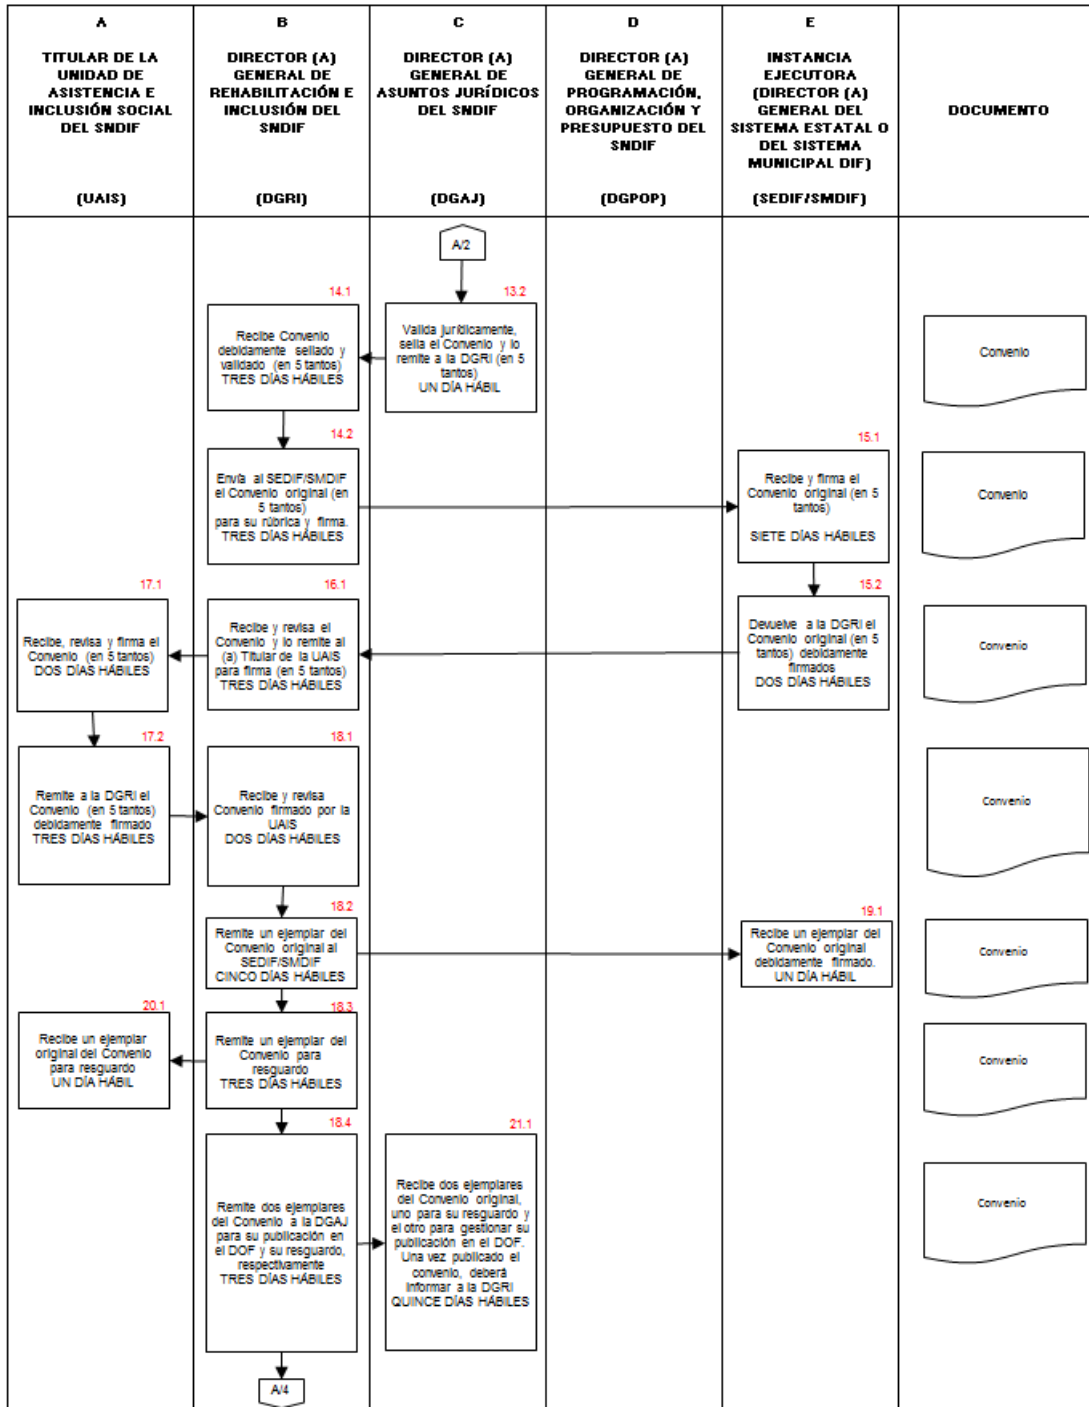 A
TITULAR DE LA
UNIDAD DE
ASISTENCIA E
INCLUSIÓN SOCIAL
DEL SNDIF
(UAIS)
B
DIRECTOR (A)
GENERAL DE
REHABILITACIÓN E
INCLUSIÓN DEL
SNDIF
(DGRI)
C
DIRECTOR (A)
GENERAL DE
ASUNTOS JURÍDICOS
DEL SNDIF
(DGAJ)
D
DIRECTOR (A)
GENERAL DE
PROGRAMACIÓN,
ORGANIZACIÓN Y
PRESUPUESTO DEL
SNDIF
(DGPOP)
E
INSTANCIA
EJECUTORA
(DIRECTOR (A)
GENERAL DEL
SISTEMA ESTATAL O
DEL SISTEMA
MUNICIPAL DIF)
(SEDIF/SMDIF)
DOCUMENTO
A/2
13.2
Valida jurídicamente,
sella el Convenio y lo
remite a la DGRI (en 5
tantos)
UN DÍA HÁBIL
14.1
Recibe Convenio
debidamente sellado y
validado (en 5 tantos)
TRES DÍAS HÁBILES
Convenio
14.2
Envía al SEDIF/SMDIF
el Convenio original (en
5 tantos)
para su rúbrica y firma.
TRES DÍAS HÁBILES
15.1
Recibe y firma el
Convenio original (en 5
tantos)
SIETE DÍAS HÁBILES
Convenio
15.2
Devuelve a la DGRI el
Convenio original (en 5
tantos) debidamente
firmados
DOS DÍAS HÁBILES
16.1
Recibe y revisa el
Convenio y lo remite al
(a) Titular de la UAIS
para firma (en 5 tantos)
TRES DÍAS HÁBILES
17.1
Recibe, revisa y firma el
Convenio (en 5 tantos)
DOS DÍAS HÁBILES
Convenio
17.2
Remite a la DGRI el
Convenio (en 5 tantos)
debidamente firmado
TRES DÍAS HÁBILES
18.1
Recibe y revisa
Convenio firmado por la
UAIS
DOS DÍAS HÁBILES
Convenio
18.2
Remite un ejemplar del
Convenio original al
SEDIF/SMDIF
CINCO DÍAS HÁBILES
19.1
Recibe un ejemplar del
Convenio original
debidamente firmado.
UN DÍA HÁBIL
Convenio
18.3
Remite un ejemplar del
Convenio para
resguardo
TRES DÍAS HÁBILES
20.1
Recibe un ejemplar
original del Convenio
para resguardo
UN DÍA HÁBIL
Convenio
18.4
Remite dos ejemplares
del Convenio a la DGAJ
para su publicación en
el DOF y su resguardo,
respectivamente
TRES DÍAS HÁBILES
21.1
Recibe dos ejemplares
del Convenio original,
uno para su resguardo y
el otro para gestionar su
publicación en el DOF.
Una vez publicado el
convenio, deberá
informar a la DGRI
QUINCE DÍAS HÁBILES
Convenio
A/4